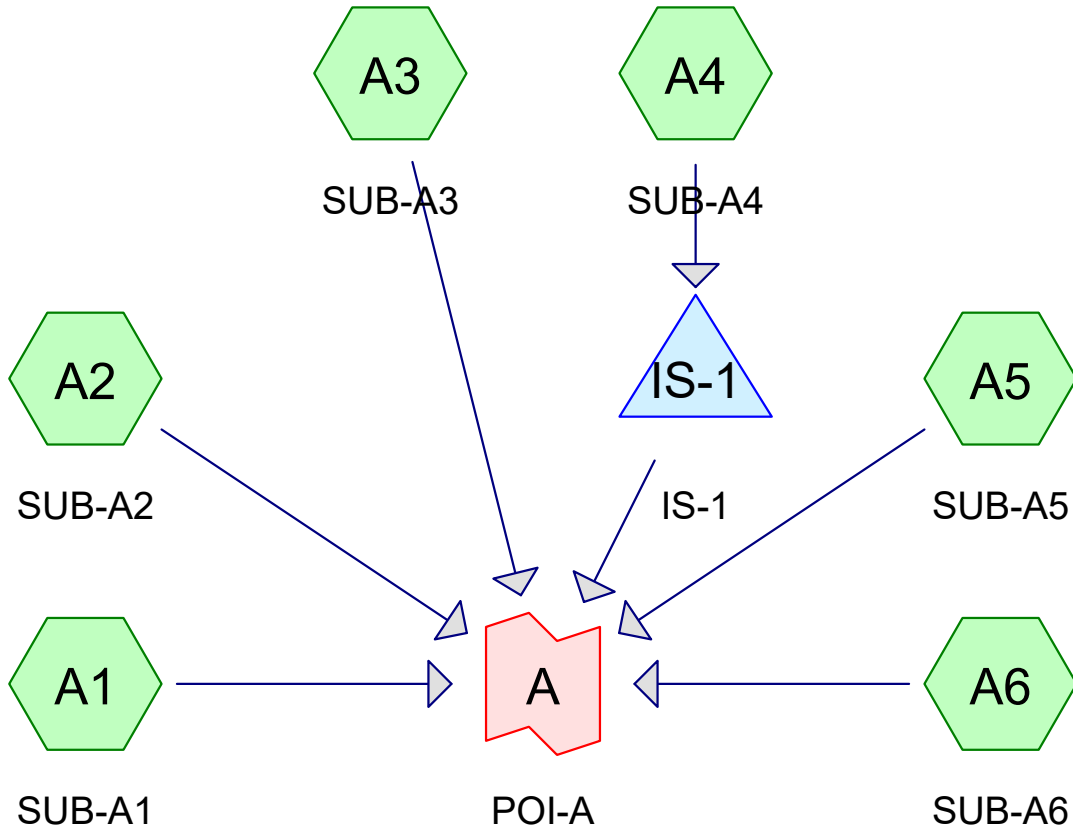 A3
A4
SUB-A3
SUB-A4
A2
IS-1
A5
SUB-A2
IS-1
SUB-A5
A1
A
A6
SUB-A1
POI-A
SUB-A6